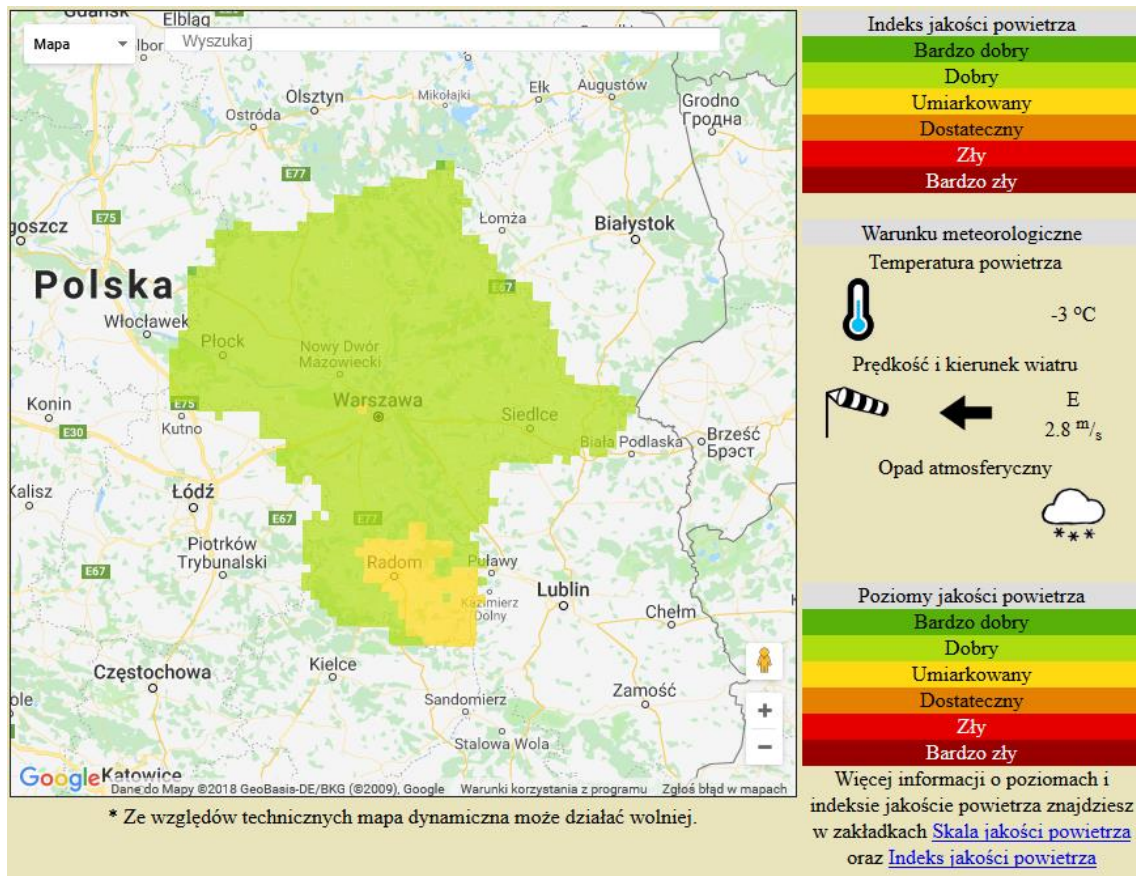 Gdańsk
Elbląg
Mapa
Wyszukaj
Olsztyn
Mikołajki
Ełk
Augustów
Grodno
Гродна
Ostróda
E77
E75
Łomża
Białystok
goszcz
Polska
E67
Włocławek
Płock
Nowy Dwór
Mazowiecki
Konin
E75
Warszawa
Siedlce
E30
Kutno
Biała Podlaska
Brześć
Брэст
Kalisz
Łódź
E67
E77
Piotrków
Trybunalski
E67
Radom
Puławy
Kazimierz
Dolny
Lublin
Chełm
Kielce
Częstochowa
Sandomierz
Zamość
ole
Stalowa Wola
Google
Katowice
Dane do Mapy ©2018 GeoBasis-DE/BKG (©2009), Google
Warunki korzystania z programu
Zgłoś błąd w mapach
* Ze względów technicznych mapa dynamiczna może działać wolniej.
Indeks jakości powietrza
Bardzo dobry
Dobry
Umiarkowany
Dostateczny
Zły
Bardzo zły
Warunku meteorologiczne
Temperatura powietrza
-3 °C
Prędkość i kierunek wiatru
E
2.8 m/s
Opad atmosferyczny
Poziomy jakości powietrza
Bardzo dobry
Dobry
Umiarkowany
Dostateczny
Zły
Bardzo zły
Więcej informacji o poziomach i
indeksie jakoście powietrza znajdziesz
w zakładkach Skala jakości powietrza
oraz Indeks jakości powietrza